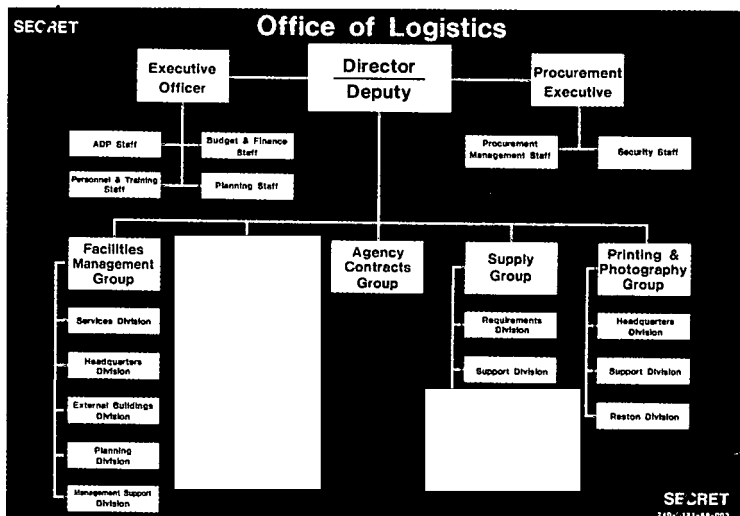 SECRET
Office of Logistics
Executive
Officer
Director
Deputy
Procurement
Executive
ADP Staff
Budget & Finance
Staff
Personnel & Training
Staff
Planning Staff
Procurement
Management Staff
Security Staff
Facilities
Management
Group
Services Division
Headquarters
Division
External Buildings
Division
Planning
Division
Management Support
Division
Agency
Contracts
Group
Supply
Group
Requirements
Division
Support Division
Printing &
Photography
Group
Headquarters
Division
Support Division
Reston Division
SECRET